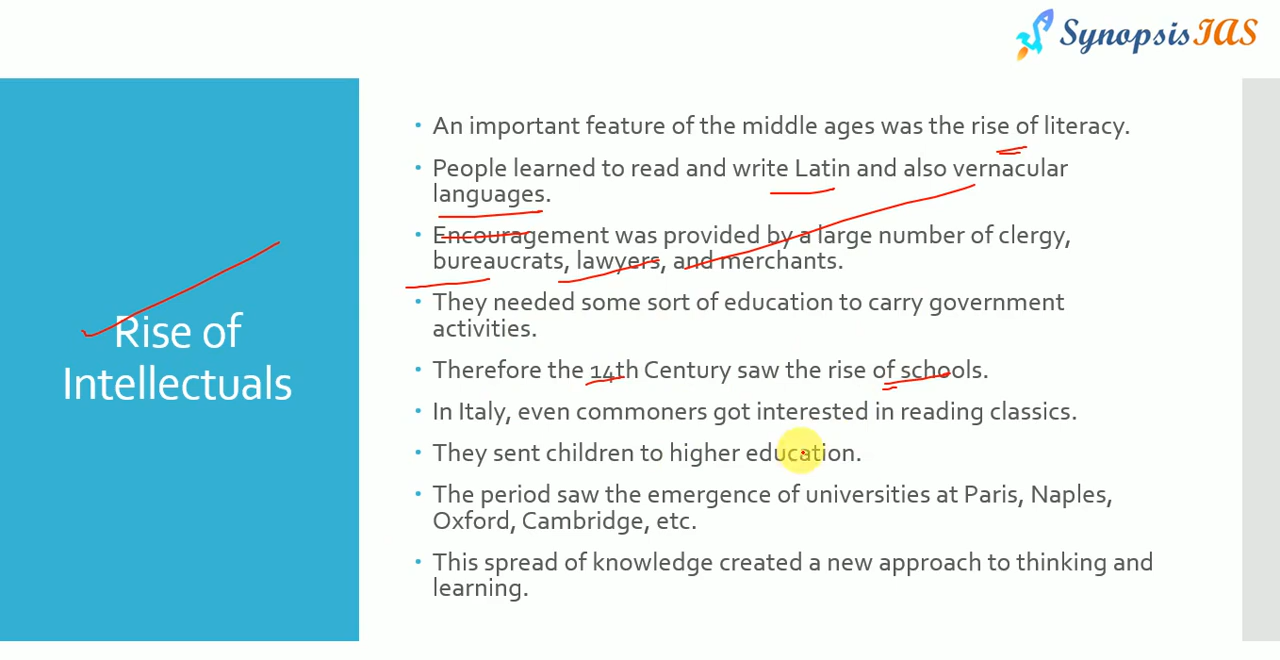 SynopsisIAS
Rise of
Intellectuals
• An important feature of the middle ages was the rise of literacy.
• People learned to read and write Latin and also vernacular
languages.
• Encouragement was provided by a large number of clergy,
bureaucrats, lawyers, and merchants.
• They needed some sort of education to carry government
activities.
• Therefore the 14th Century saw the rise of schools.
• In Italy, even commoners got interested in reading classics.
• They sent children to higher education.
• The period saw the emergence of universities at Paris, Naples,
Oxford, Cambridge, etc.
• This spread of knowledge created a new approach to thinking and
learning.